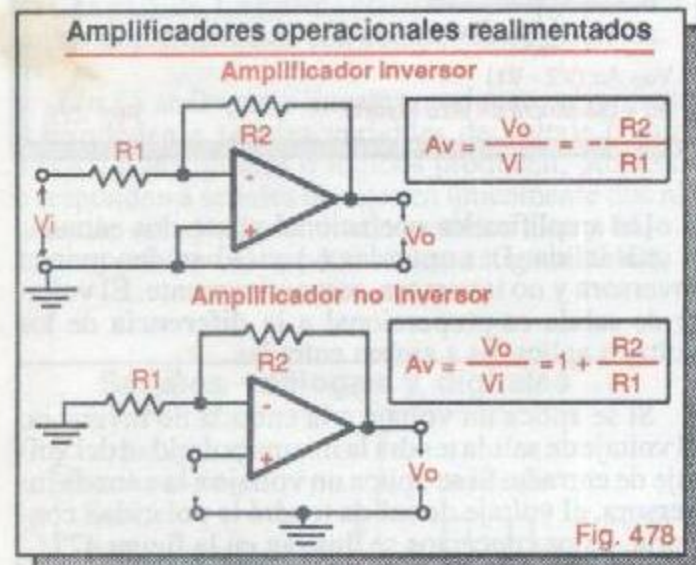 Amplificadores operacionales realimentados
Amplificador Inversor
R1
R2
-
+
Vi
Vo
Av = Vo / Vi = - R2 / R1
Amplificador no Inversor
R1
R2
-
+
Vo
Av = Vo / Vi = 1 + R2 / R1
Fig. 478